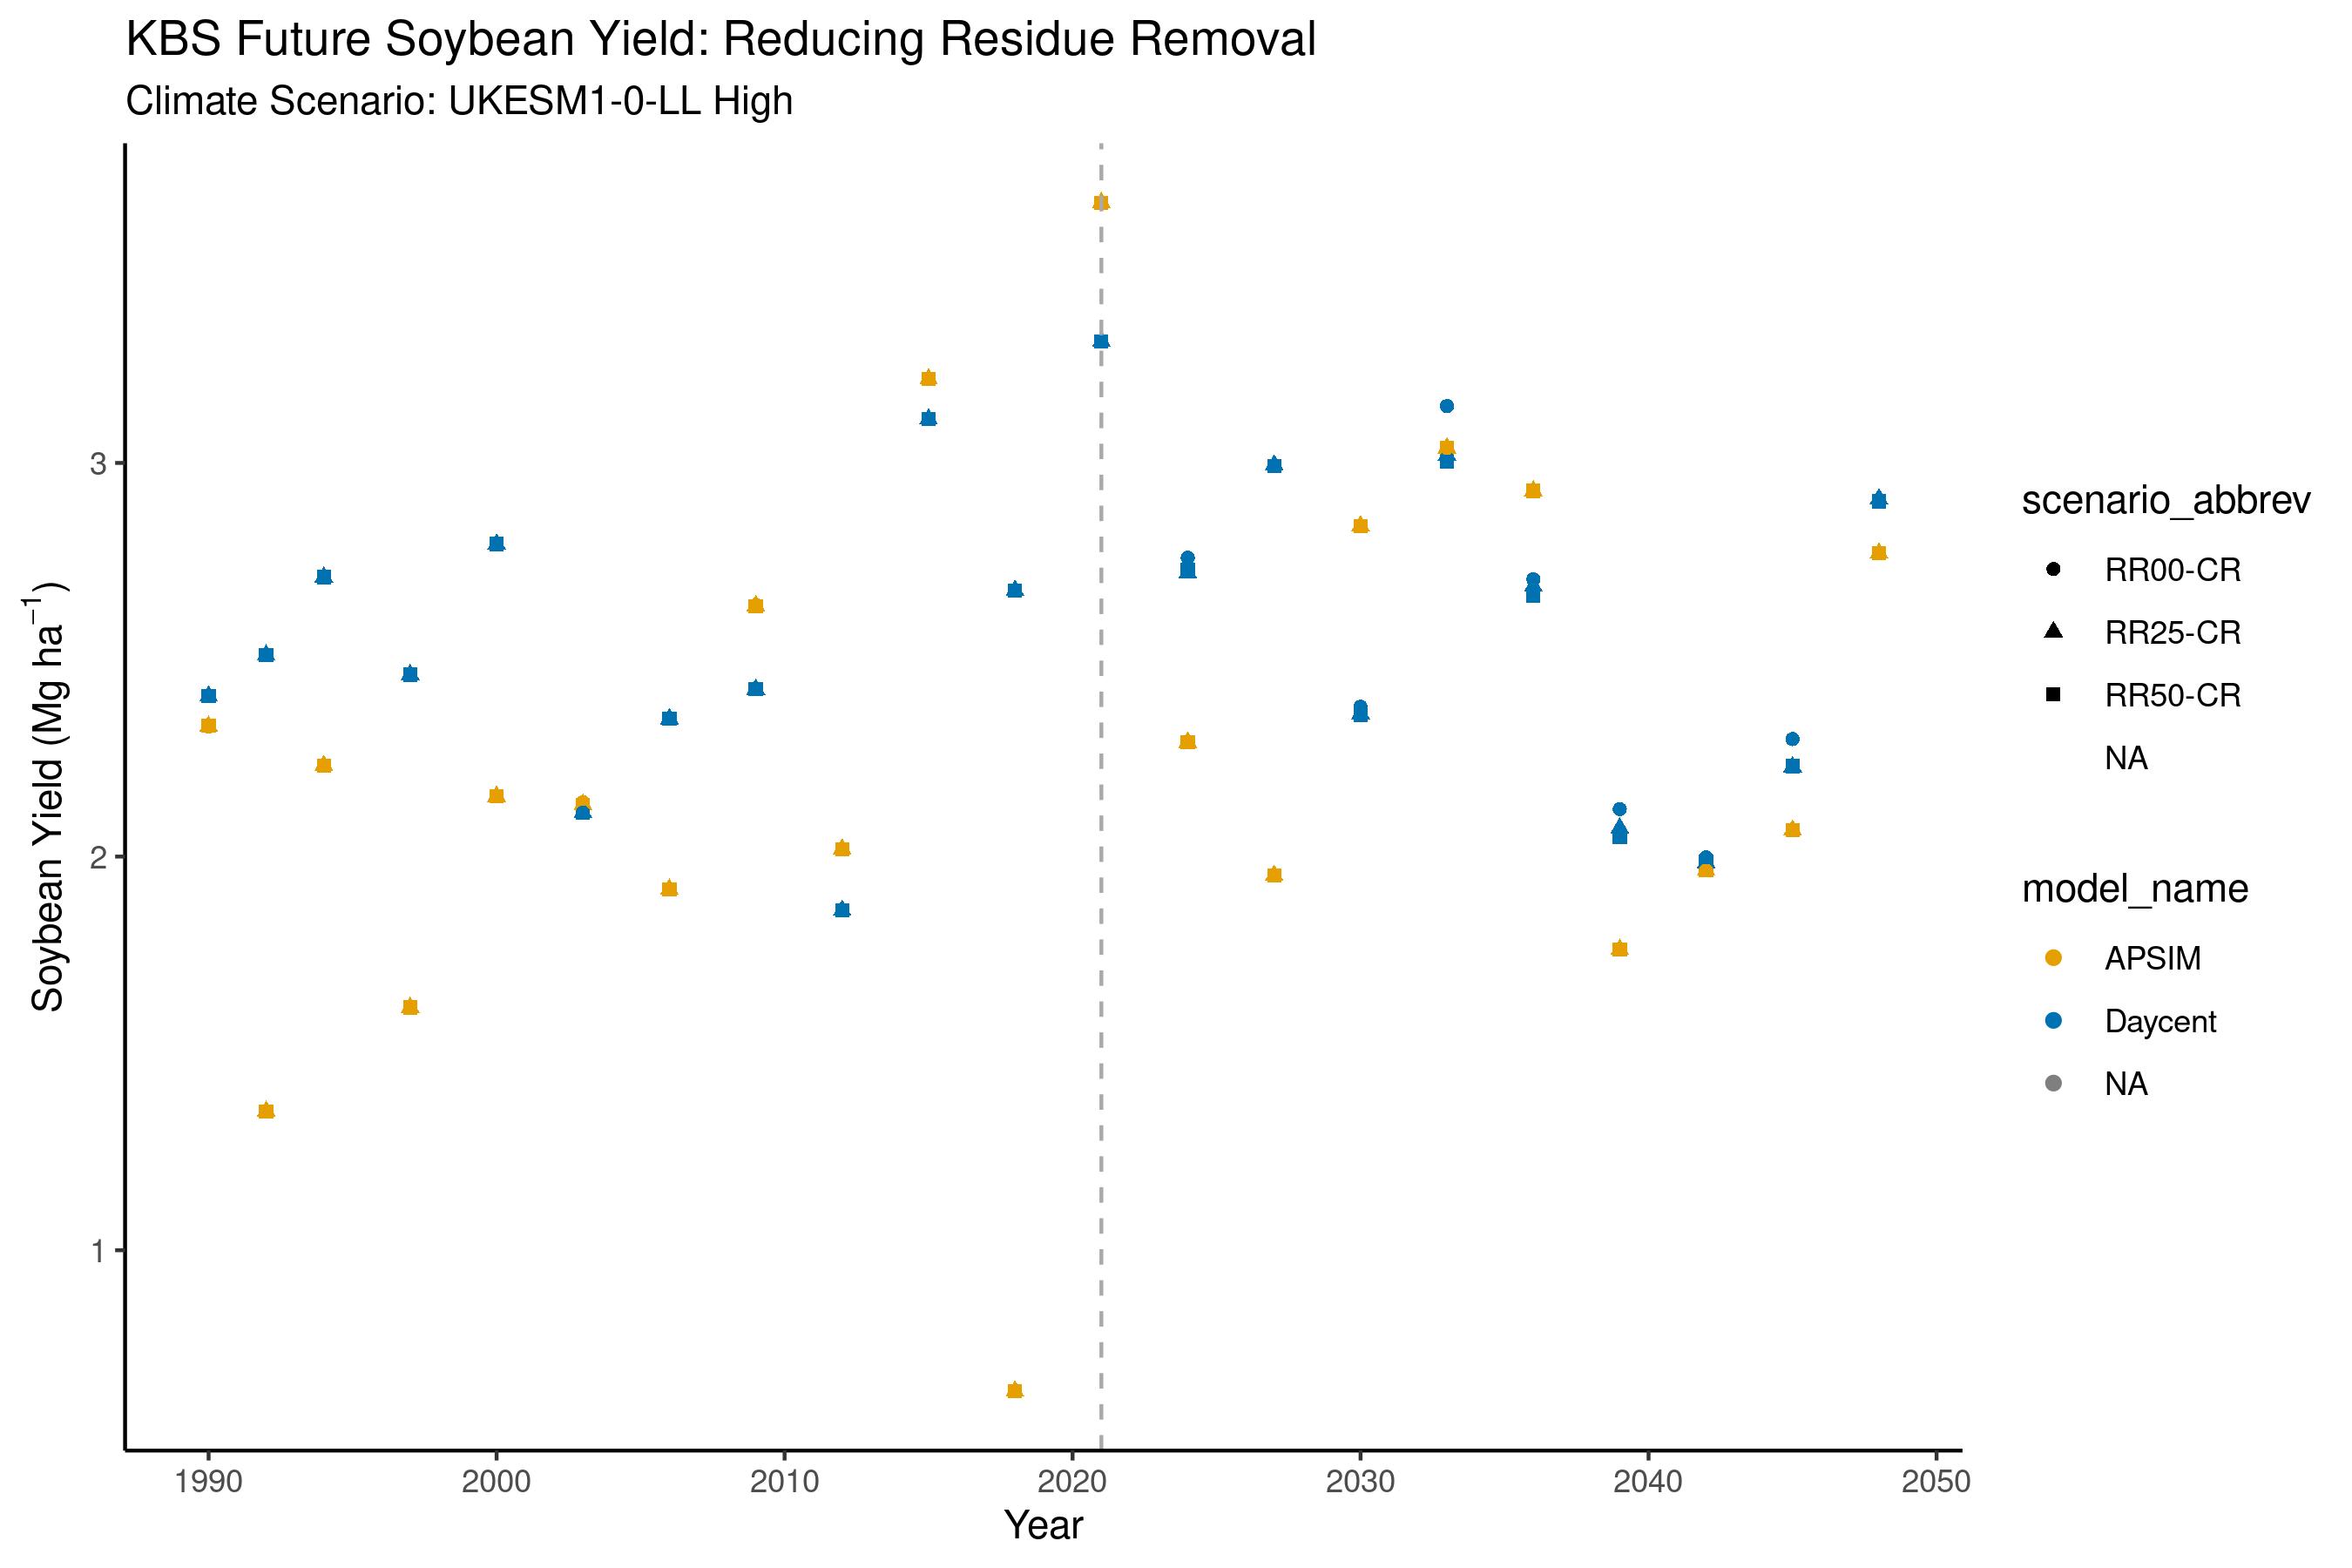 KBS Future Soybean Yield: Reducing Residue Removal
Climate Scenario: UKESM1-0-LL High
Soybean Yield (Mg ha⁻¹)
3
2
1
1990
2000
2010
2020
2030
2040
2050
Year
scenario_abbrev
RR00-CR
RR25-CR
RR50-CR
NA
model_name
APSIM
Daycent
NA